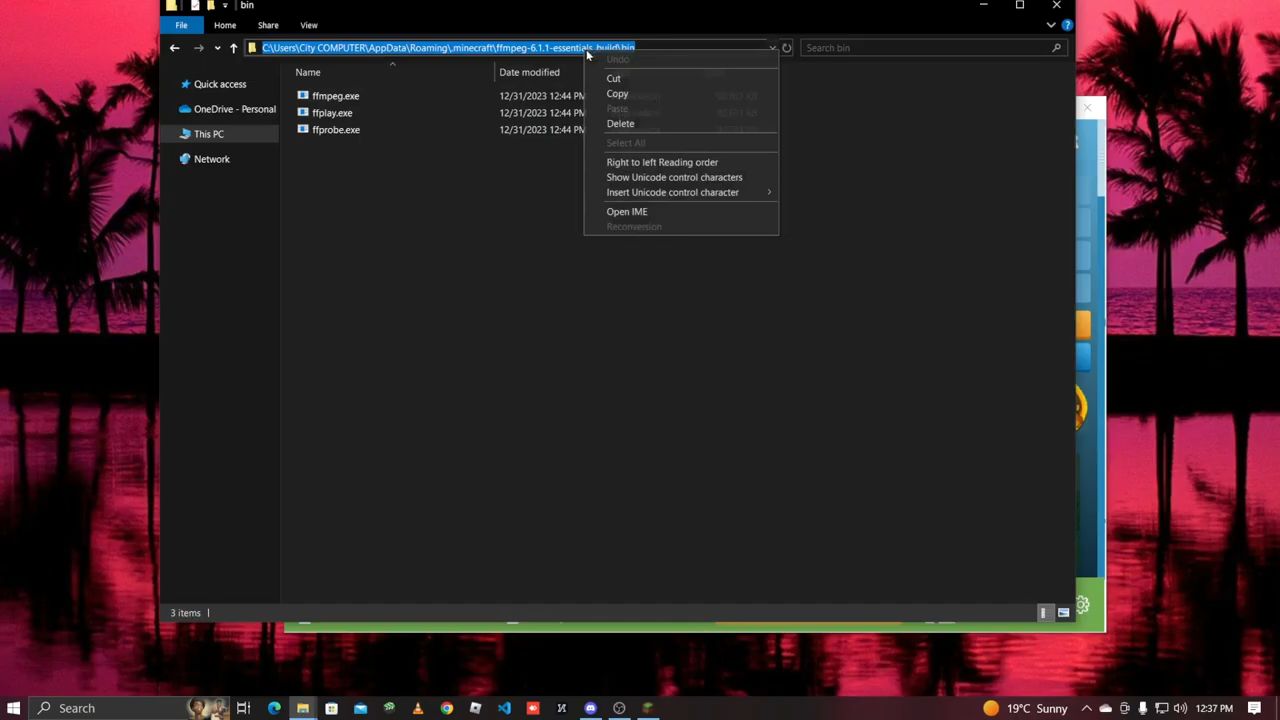 bin
File Home Share View
C:\Users\City COMPUTER\AppData\Roaming\.minecraft\ffmpeg-6.1.1-essentials_build\bin
Search bin
Undo
Name Date modified
Cut
Quick access
ffmpeg.exe 12/31/2023 12:44 PM
Copy
OneDrive - Personal
ffplay.exe 12/31/2023 12:44 PM
Paste
Delete
This PC
ffprobe.exe 12/31/2023 12:44 PM
Select All
Network
Right to left Reading order
Show Unicode control characters
Insert Unicode control character
Open IME
Reconversion
3 items
Search
19°C Sunny
12:37 PM